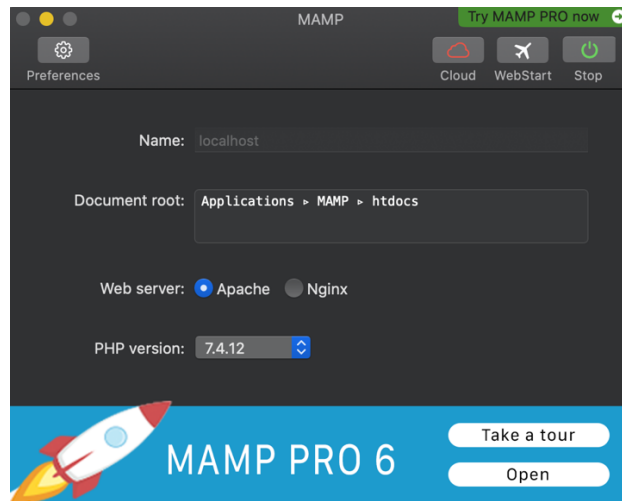 MAMP
Try MAMP PRO now
Preferences
Cloud WebStart Stop
Name: localhost
Document root: Applications ▹ MAMP ▹ htdocs
Web server: Apache Nginx
PHP version: 7.4.12
MAMP PRO 6
Take a tour
Open